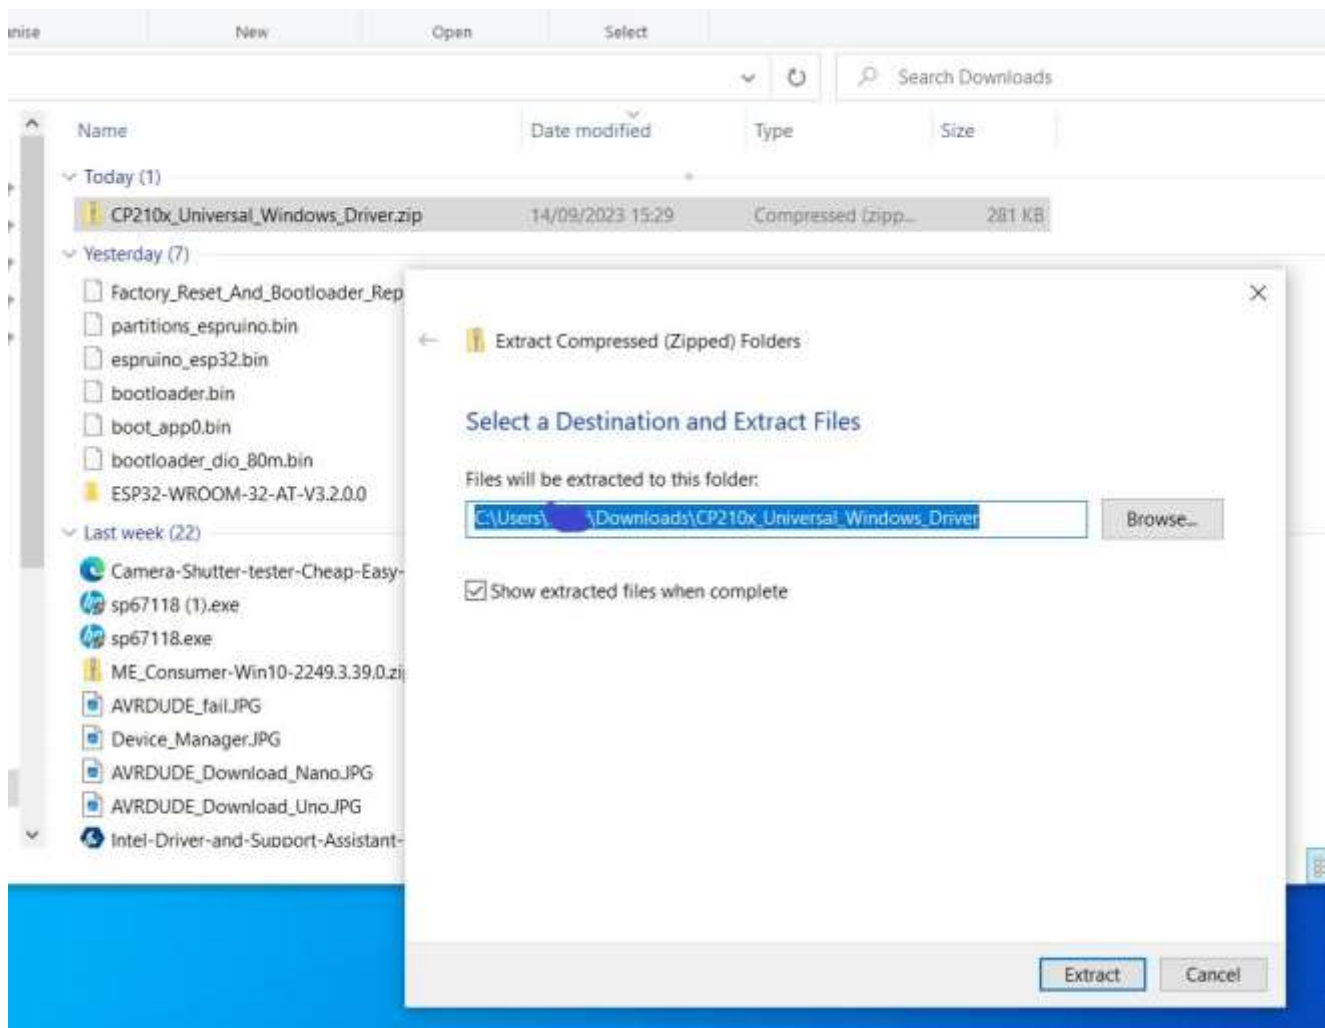 anise New Open Select
Search Downloads
Name Date modified Type Size
Today (1)
CP210x_Universal_Windows_Driver.zip 14/09/2023 15:29 Compressed (zipp... 281 KB
Yesterday (7)
Factory_Reset_And_Bootloader_Rep
partitions_espruino.bin
espruino_esp32.bin
bootloader.bin
boot_app0.bin
bootloader_dio_80m.bin
ESP32-WROOM-32-AT-V3.2.0.0
Last week (22)
Camera-Shutter-tester-Cheap-Easy-
sp67118 (1).exe
sp67118.exe
ME_Consumer-Win10-2249.3.39.0.zi
AVRDUDE_fail.JPG
Device_Manager.JPG
AVRDUDE_Download_Nano.JPG
AVRDUDE_Download_Uno.JPG
Intel-Driver-and-Support-Assistant-
Extract Compressed (Zipped) Folders
Select a Destination and Extract Files
Files will be extracted to this folder:
C:\Users\ \Downloads\CP210x_Universal_Windows_Driver
Browse...
Show extracted files when complete
Extract Cancel